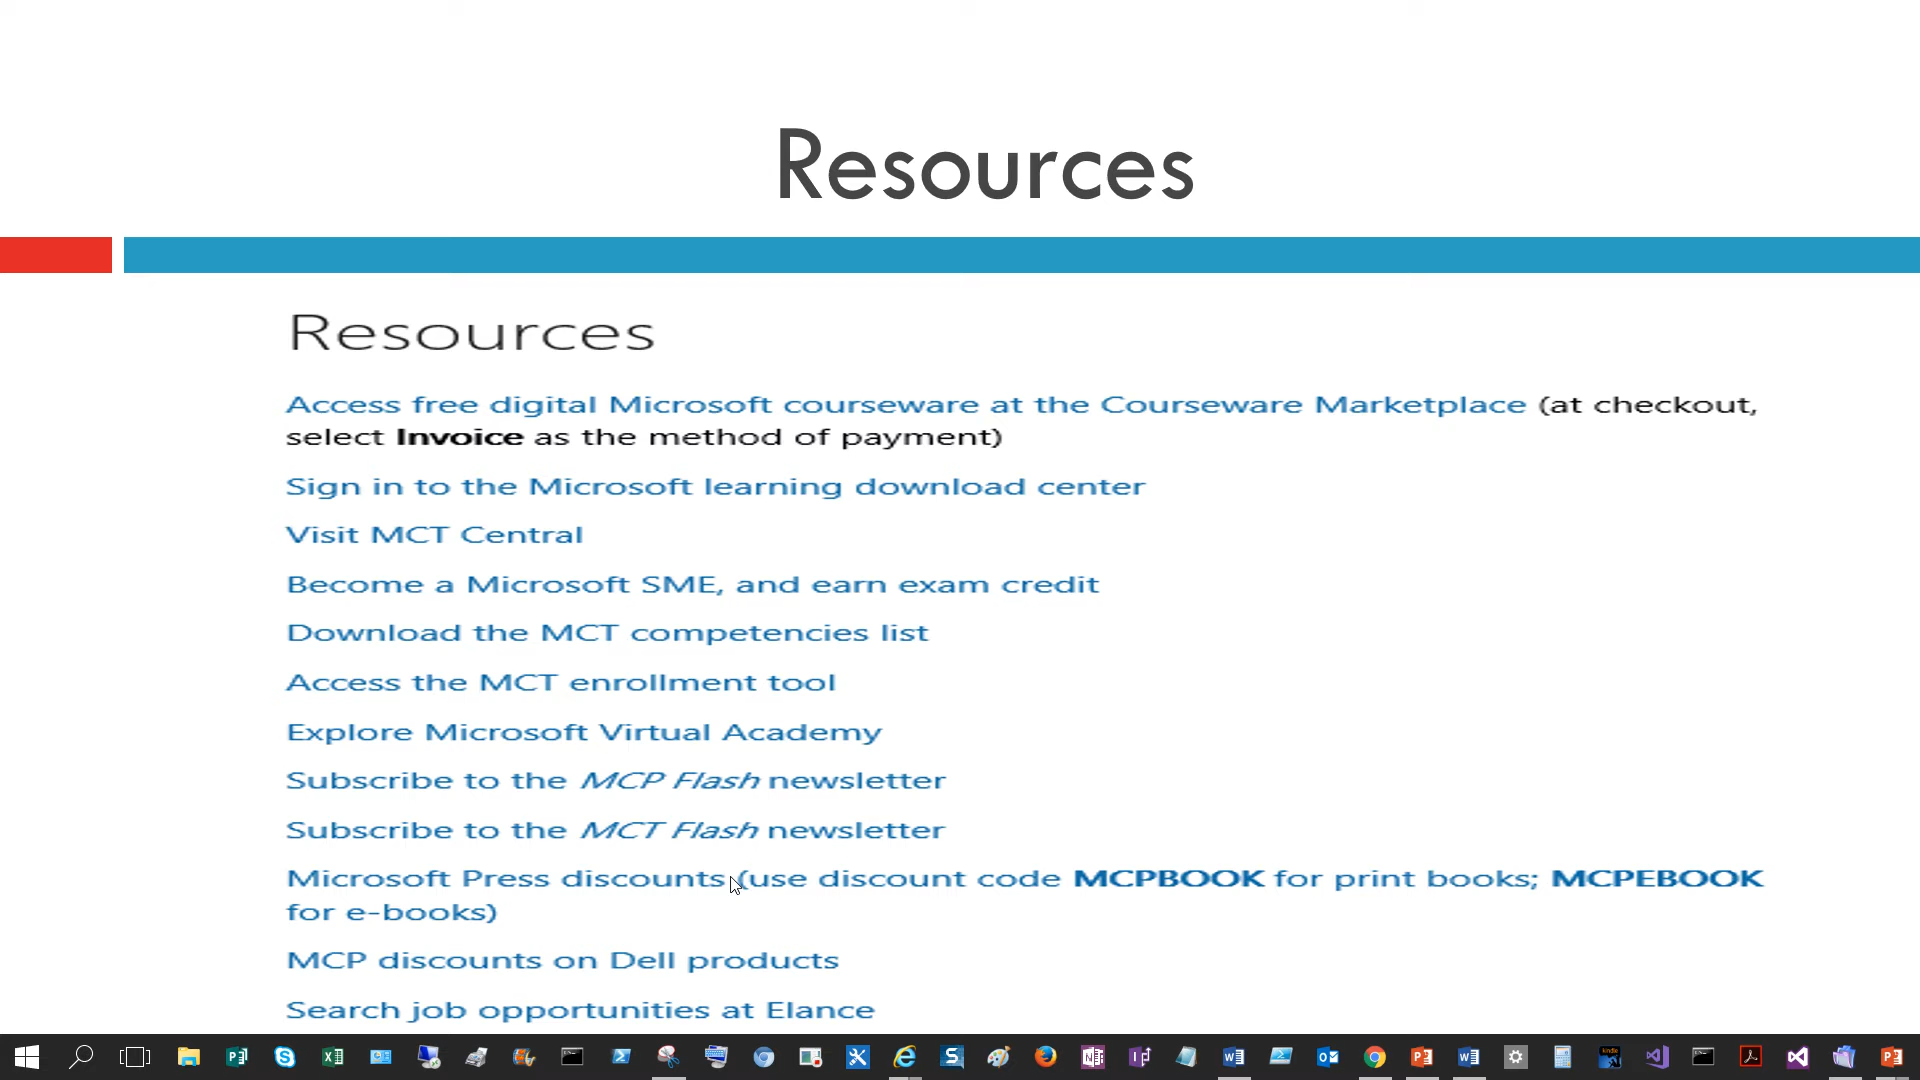 Resources
Resources
Access free digital Microsoft courseware at the Courseware Marketplace (at checkout,
select Invoice as the method of payment)
Sign in to the Microsoft learning download center
Visit MCT Central
Become a Microsoft SME, and earn exam credit
Download the MCT competencies list
Access the MCT enrollment tool
Explore Microsoft Virtual Academy
Subscribe to the MCP Flash newsletter
Subscribe to the MCT Flash newsletter
Microsoft Press discounts (use discount code MCPBOOK for print books; MCPEBOOK
for e-books)
MCP discounts on Dell products
Search job opportunities at Elance